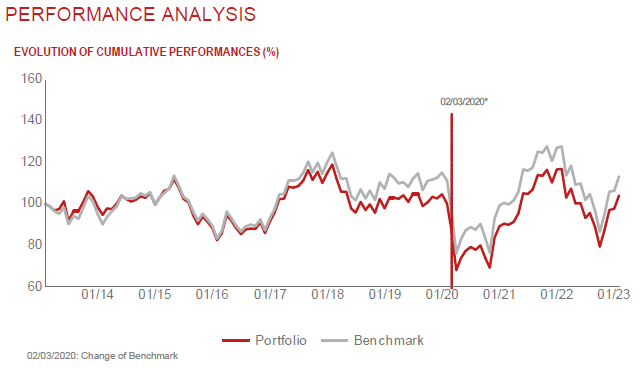 PERFORMANCE ANALYSIS
EVOLUTION OF CUMULATIVE PERFORMANCES (%)
160
02/03/2020*
140
120
100
80
60
01/14 01/15 01/16 01/17 01/18 01/19 01/20 01/21 01/22 01/23
Portfolio Benchmark
02/03/2020: Change of Benchmark